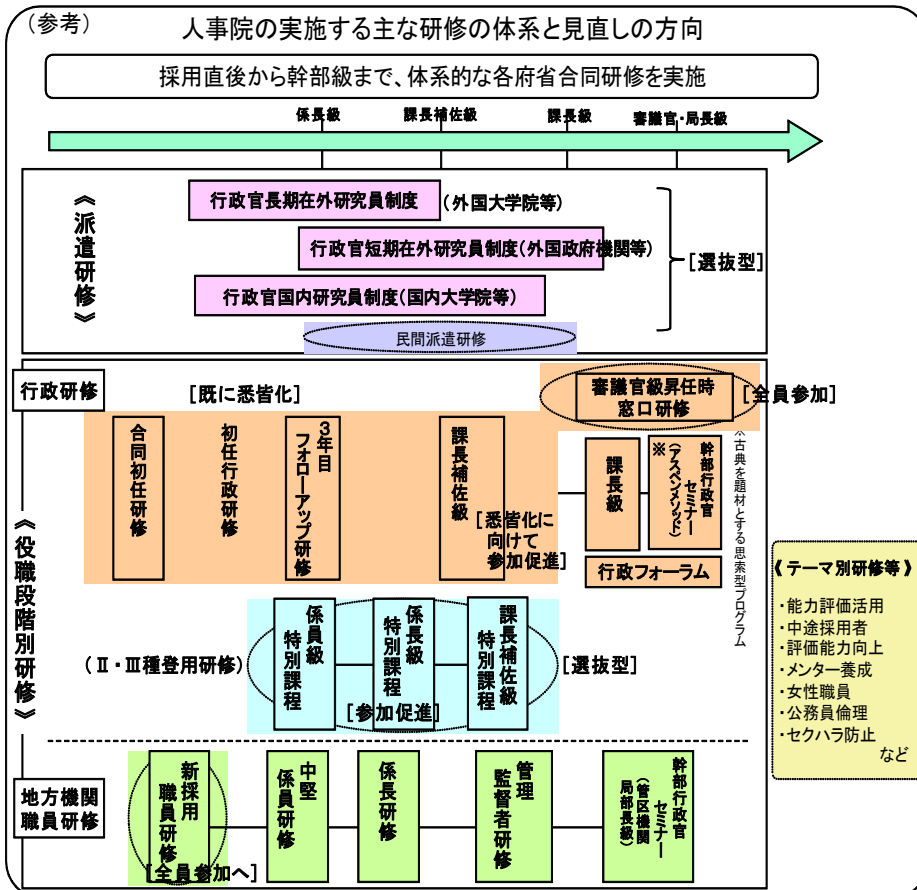 (参考)
人事院の実施する主な研修の体系と見直しの方向
採用直後から幹部級まで、体系的な各府省合同研修を実施
係長級
課長補佐級
課長級
審議官・局長級
《派遣研修》
行政官長期在外研究員制度
(外国大学院等)
行政官短期在外研究員制度(外国政府機関等)
[選抜型]
行政官国内研究員制度(国内大学院等)
民間派遣研修
行政研修
[既に悉皆化]
審議官級昇任時
窓口研修
[全員参加]
《役職段階別研修》
合同初任研修
初任行政研修
3年目
フォローアップ研修
課長補佐級
[悉皆化に
向けて
参加促進]
課長級
幹部行政官
セミナー
(アスペンメソッド)
※
行政フォーラム
※古典を題材とする思索型プログラム
(Ⅱ・Ⅲ種登用研修)
係員級
特別課程
係長級
特別課程
課長補佐級
特別課程
[選抜型]
[参加促進]
地方機関
職員研修
新採用
職員研修
[全員参加へ]
中堅
係員研修
係長研修
管理
監督者研修
幹部行政官
セミナー
(管区機関
局部長級)
《テーマ別研修等》
・能力評価活用
・中途採用者
・評価能力向上
・メンター養成
・女性職員
・公務員倫理
・セクハラ防止
など